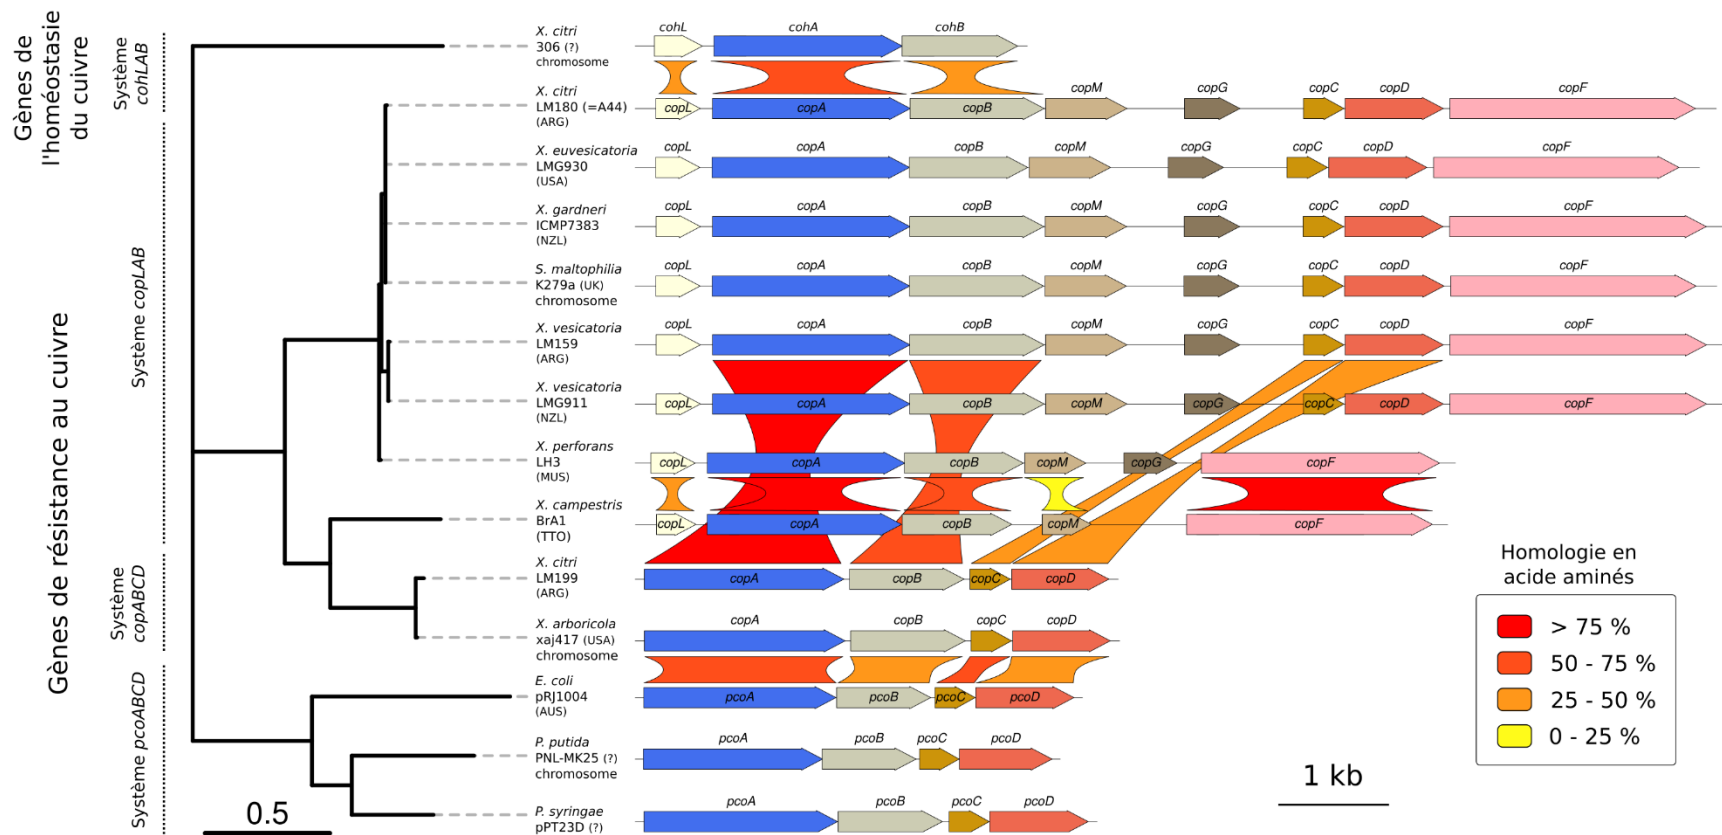 Gènes de
l'homéostasie
du cuivre
Système
cohLAB
Gènes de résistance au cuivre
Système copLAB
Système
copABCD
Système pcoABCD
X. citri
306 (?)
chromosome
cohL cohA cohB
X. citri
LM180 (=A44)
(ARG)
copL copA copB copM copG copC copD copF
X. euvesicatoria
LMG930
(USA)
copL copA copB copM copG copC copD copF
X. gardneri
ICMP7383
(NZL)
copL copA copB copM copG copC copD copF
S. maltophilia
K279a (UK)
chromosome
copL copA copB copM copG copC copD copF
X. vesicatoria
LM159
(ARG)
copL copA copB copM copG copC copD copF
X. vesicatoria
LMG911
(NZL)
copL copA copB copM copG copC copD copF
X. perforans
LH3
(MUS)
copL copA copB copM copG copF
X. campestris
BrA1
(TTO)
copL copA copB copM copF
X. citri
LM199
(ARG)
copA copB copC copD
X. arboricola
xaj417 (USA)
chromosome
copA copB copC copD
E. coli
pRJ1004
(AUS)
pcoA pcoB pcoC pcoD
P. putida
PNL-MK25 (?)
chromosome
pcoA pcoB pcoC pcoD
P. syringae
pPT23D (?)
pcoA pcoB pcoC pcoD
0.5
Homologie en
acide aminés
> 75 %
50 - 75 %
25 - 50 %
0 - 25 %
1 kb